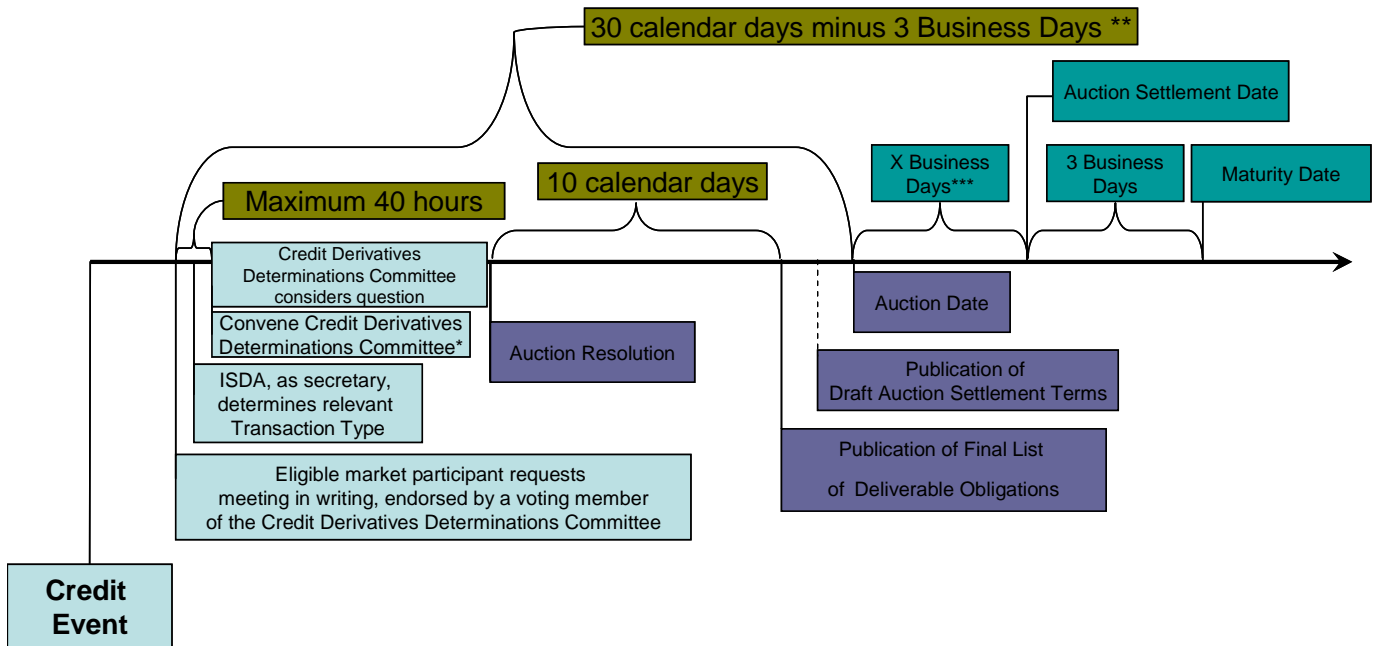 30 calendar days minus 3 Business Days **
Auction Settlement Date
X Business
Days***
3 Business
Days
Maturity Date
10 calendar days
Maximum 40 hours
Credit Derivatives
Determinations Committee
considers question
Convene Credit Derivatives
Determinations Committee*
ISDA, as secretary,
determines relevant
Transaction Type
Eligible market participant requests
meeting in writing, endorsed by a voting member
of the Credit Derivatives Determinations Committee
Auction Resolution
Auction Date
Publication of
Draft Auction Settlement Terms
Publication of Final List
of Deliverable Obligations
Credit
Event